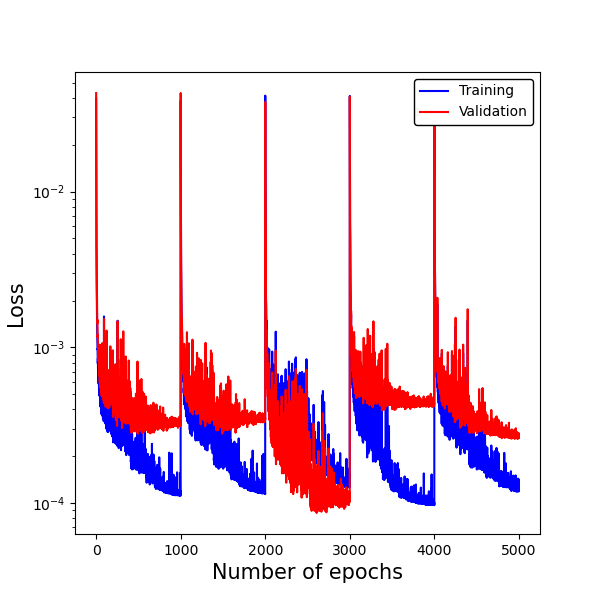 Training
Validation
Loss
10⁻²
10⁻³
10⁻⁴
0 1000 2000 3000 4000 5000
Number of epochs